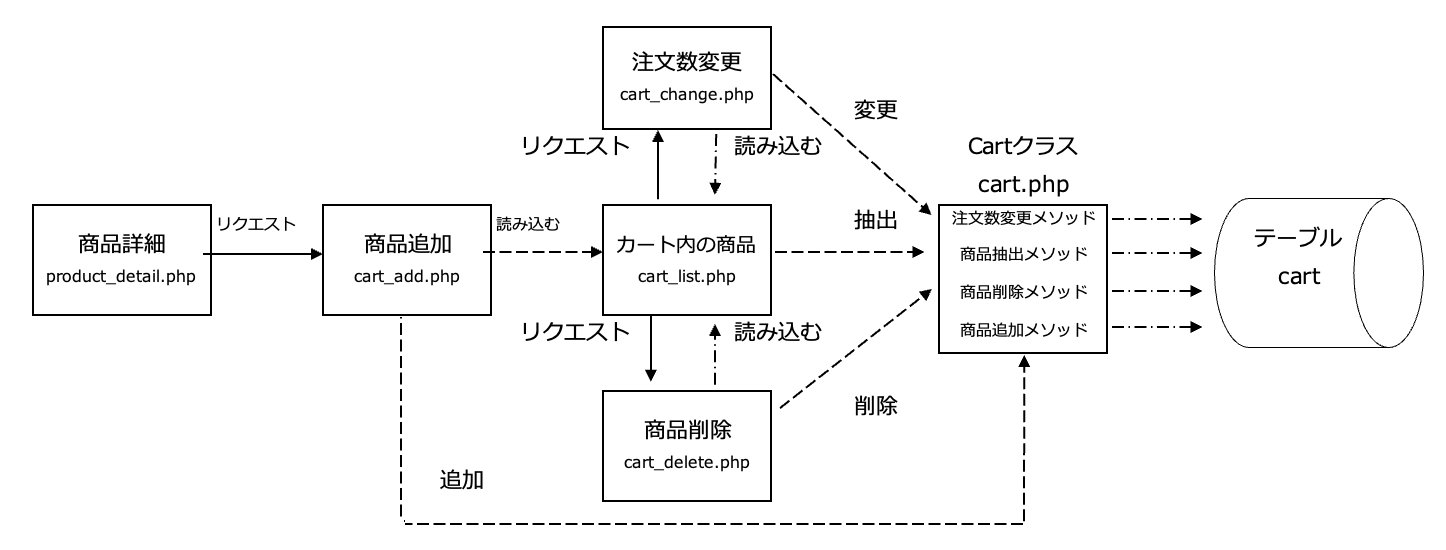 注文数変更
cart_change.php
変更
リクエスト
読み込む
Cartクラス
cart.php
商品詳細
product_detail.php
リクエスト
商品追加
cart_add.php
読み込む
カート内の商品
cart_list.php
抽出
注文数変更メソッド
商品抽出メソッド
商品削除メソッド
商品追加メソッド
テーブル
cart
リクエスト
読み込む
商品削除
cart_delete.php
削除
追加